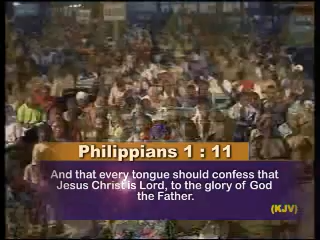 Philippians 1 : 11
And that every tongue should confess that
Jesus Christ is Lord, to the glory of God
the Father.
(KJV)